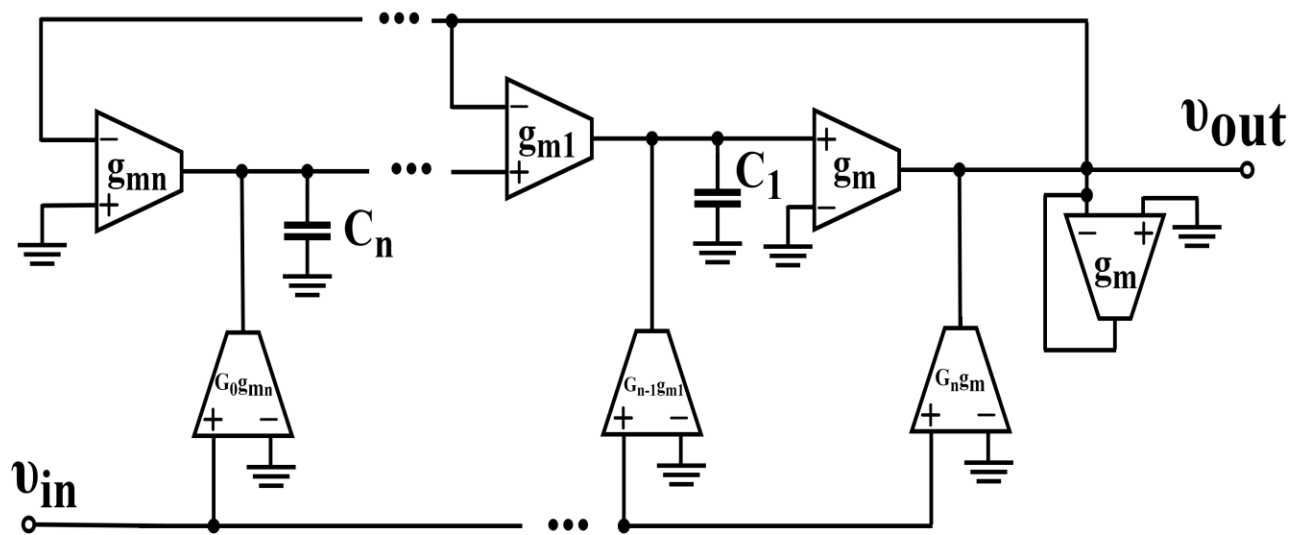 •••
•••
− g_mn +
− g_m1 +
+ g_m −
υ_out
C_n
C_1
− + g_m
G_0g_mn + −
G_n-1g_m1 + −
G_ng_m + −
υ_in
•••